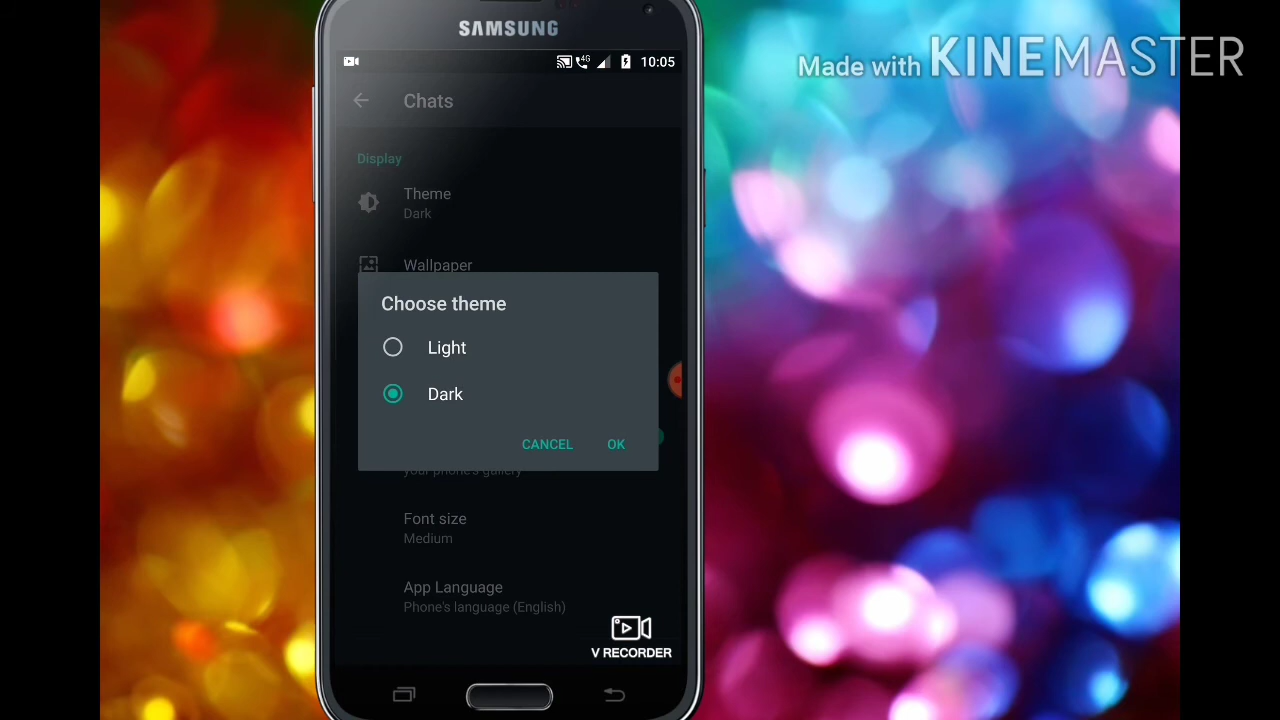 SAMSUNG
Made with KINEMASTER
4G 10:05
Chats
Display
Theme
Dark
Wallpaper
Choose theme
Light
Dark
CANCEL OK
your phone's gallery
Font size
Medium
App Language
Phone's language (English)
V RECORDER